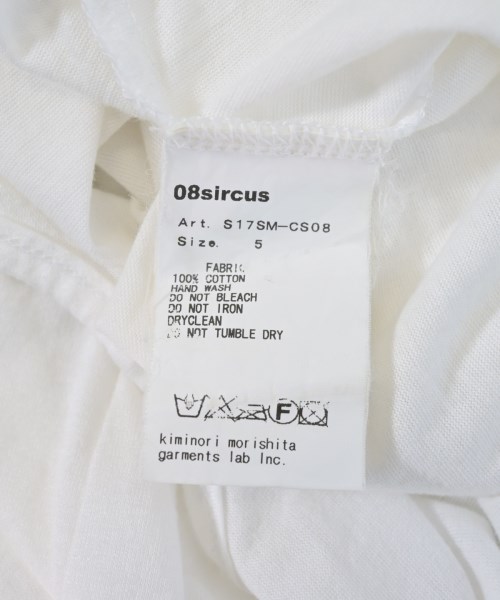 08sircus
Art. S17SM-CS08
Size. 5
FABRIC
100% COTTON
HAND WASH
DO NOT BLEACH
DO NOT IRON
DRYCLEAN
DO NOT TUMBLE DRY
F
kiminori morishita
garments lab Inc.